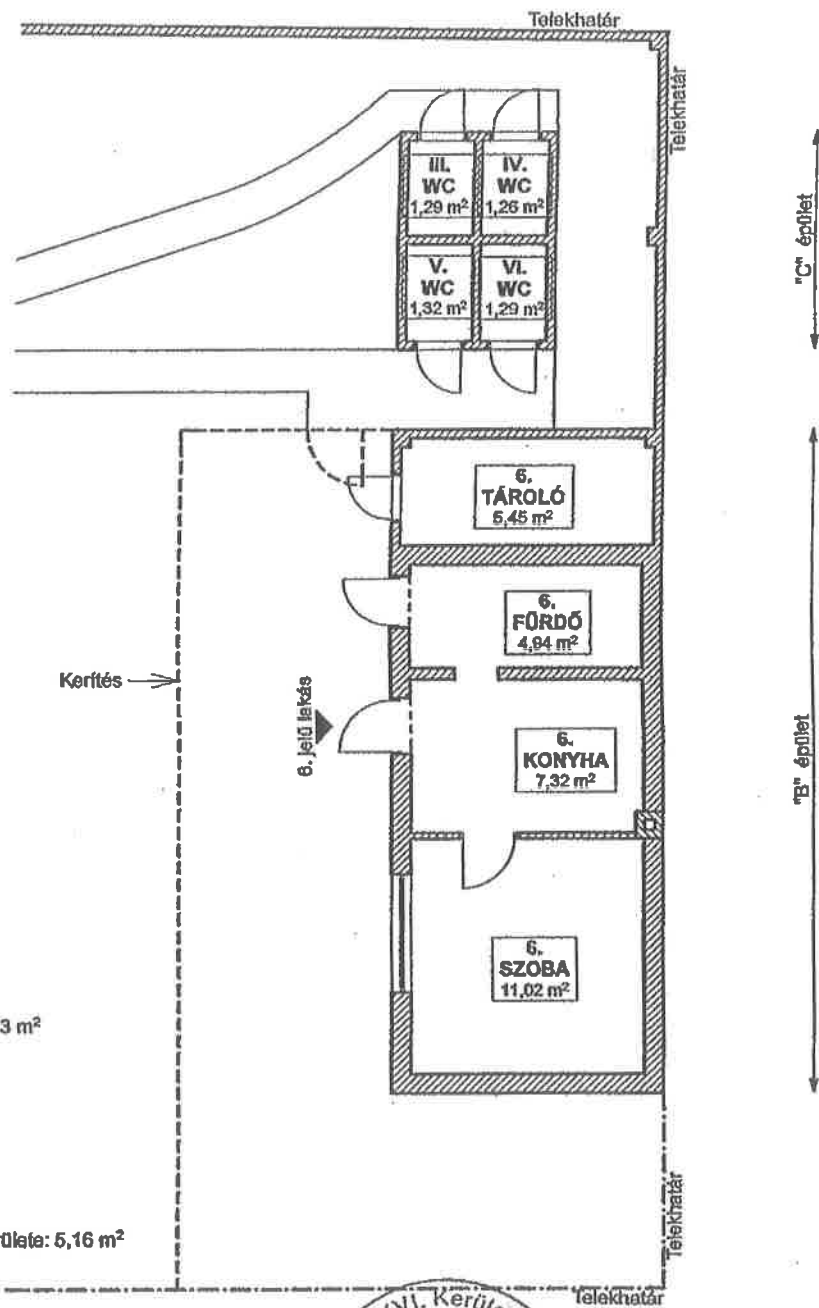 Telekhatár
Telekhatár
III.
WC
1,29 m²
IV.
WC
1,26 m²
V.
WC
1,32 m²
VI.
WC
1,29 m²
"C" épület
6.
TÁROLÓ
5,45 m²
6.
FÜRDŐ
4,94 m²
Kerítés
6. jelű lakás
6.
KONYHA
7,32 m²
"B" épület
6.
SZOBA
11,02 m²
3 m²
ülete: 5,16 m²
Telekhatár
Telekhatár
XVI. Kerület